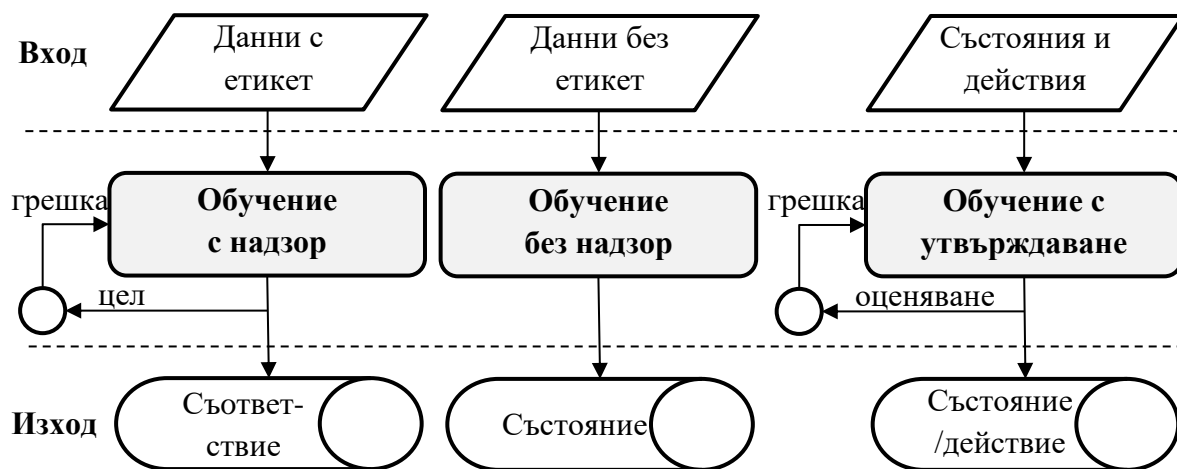 Вход
Данни с
етикет
Данни без
етикет
Състояния и
действия
грешка
Обучение
с надзор
цел
Обучение
без надзор
грешка
Обучение с
утвърждаване
оценяване
Изход
Съответ-
ствие
Състояние
Състояние
/действие